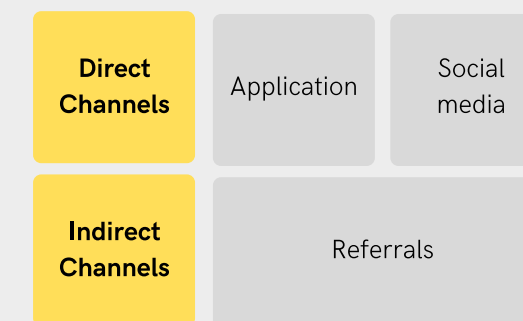 Direct
Channels
Application
Social
media
Indirect
Channels
Referrals